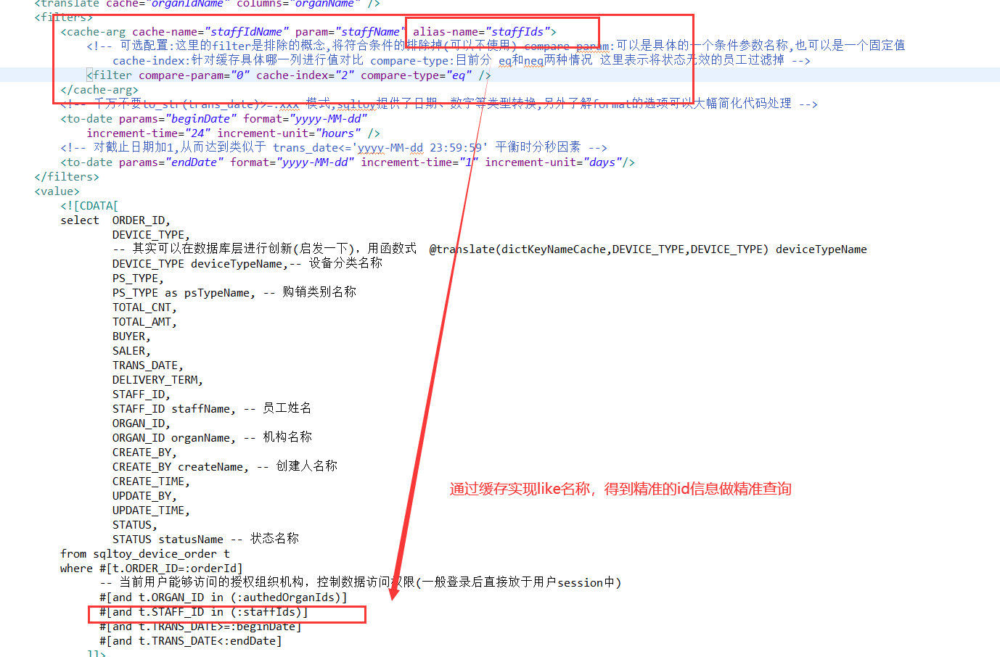 <translate cache="organIdName" columns="organName" />
<filters>
<cache-arg cache-name="staffIdName" param="staffName" alias-name="staffIds">
<!-- 可选配置:这里的filter是排除的概念,将符合条件的排除掉(可以不使用) compare-param:可以是具体的一个条件参数名称,也可以是一个固定值
cache-index:针对缓存具体哪一列进行值对比 compare-type:目前分 eq和neq两种情况 这里表示将状态无效的员工过滤掉 -->
<filter compare-param="0" cache-index="2" compare-type="eq" />
</cache-arg>
<!-- 千万不要to_str(trans_date)>=:xxx 模式,sqltoy提供了日期、数字等类型转换,另外了解format的选项可以大幅简化代码处理 -->
<to-date params="beginDate" format="yyyy-MM-dd"
increment-time="24" increment-unit="hours" />
<!-- 对截止日期加1,从而达到类似于 trans_date<='yyyy-MM-dd 23:59:59' 平衡时分秒因素 -->
<to-date params="endDate" format="yyyy-MM-dd" increment-time="1" increment-unit="days"/>
</filters>
<value>
<![CDATA[
select ORDER_ID,
DEVICE_TYPE,
-- 其实可以在数据库层进行创新(启发一下), 用函数式 @translate(dictKeyNameCache,DEVICE_TYPE,DEVICE_TYPE) deviceTypeName
DEVICE_TYPE deviceTypeName,-- 设备分类名称
PS_TYPE,
PS_TYPE as psTypeName, -- 购销类别名称
TOTAL_CNT,
TOTAL_AMT,
BUYER,
SALER,
TRANS_DATE,
DELIVERY_TERM,
STAFF_ID,
STAFF_ID staffName, -- 员工姓名
ORGAN_ID,
ORGAN_ID organName, -- 机构名称
CREATE_BY,
CREATE_BY createName, -- 创建人名称
CREATE_TIME,
UPDATE_BY,
UPDATE_TIME,
STATUS,
STATUS statusName -- 状态名称
通过缓存实现like名称，得到精准的id信息做精准查询
from sqltoy_device_order t
where #[t.ORDER_ID=:orderId]
-- 当前用户能够访问的授权组织机构, 控制数据访问权限(一般登录后直接放于用户session中)
#[and t.ORGAN_ID in (:authedOrganIds)]
#[and t.STAFF_ID in (:staffIds)]
#[and t.TRANS_DATE>=:beginDate]
#[and t.TRANS_DATE<:endDate]
]]>